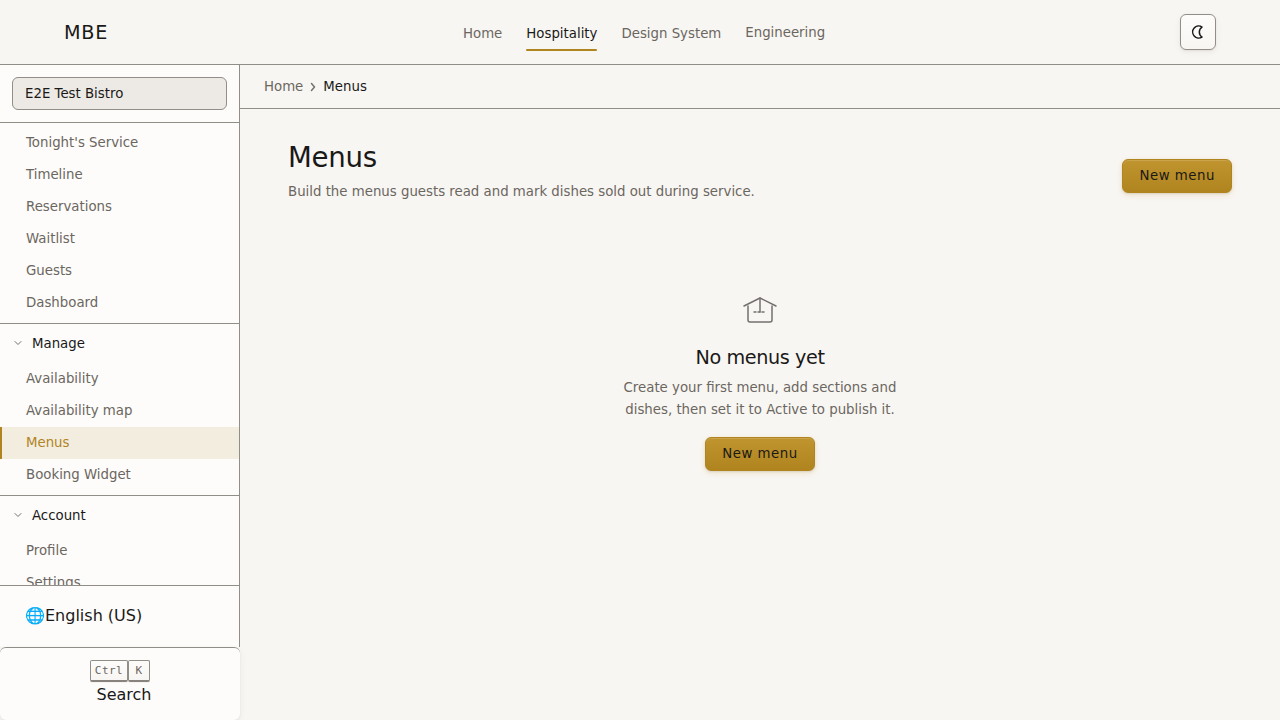 MBE
Home
Hospitality
Design System
Engineering
E2E Test Bistro
Tonight's Service
Timeline
Reservations
Waitlist
Guests
Dashboard
Manage
Availability
Availability map
Menus
Booking Widget
Account
Profile
Settings
English (US)
Ctrl K
Search
Home
Menus
Menus
Build the menus guests read and mark dishes sold out during service.
New menu
No menus yet
Create your first menu, add sections and
dishes, then set it to Active to publish it.
New menu